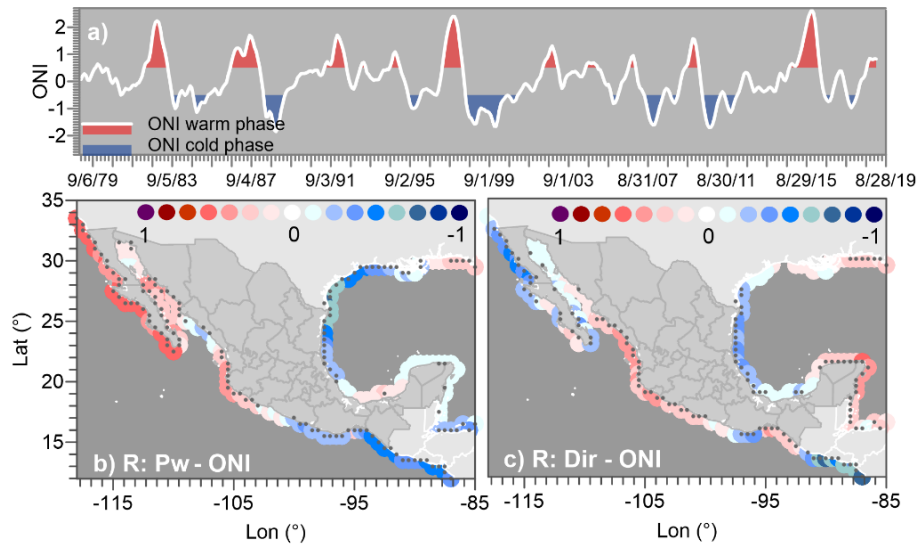 a)
2
1
0
-1
-2
ONI
ONI warm phase
ONI cold phase
9/6/79 9/5/83 9/4/87 9/3/91 9/2/95 9/1/99 9/1/03 8/31/07 8/30/11 8/29/15 8/28/19
35
30
25
20
15
Lat (°)
1 0 -1
1 0 -1
b) R: Pw - ONI
c) R: Dir - ONI
-115 -105 -95 -85
-115 -105 -95 -85
Lon (°)
Lon (°)